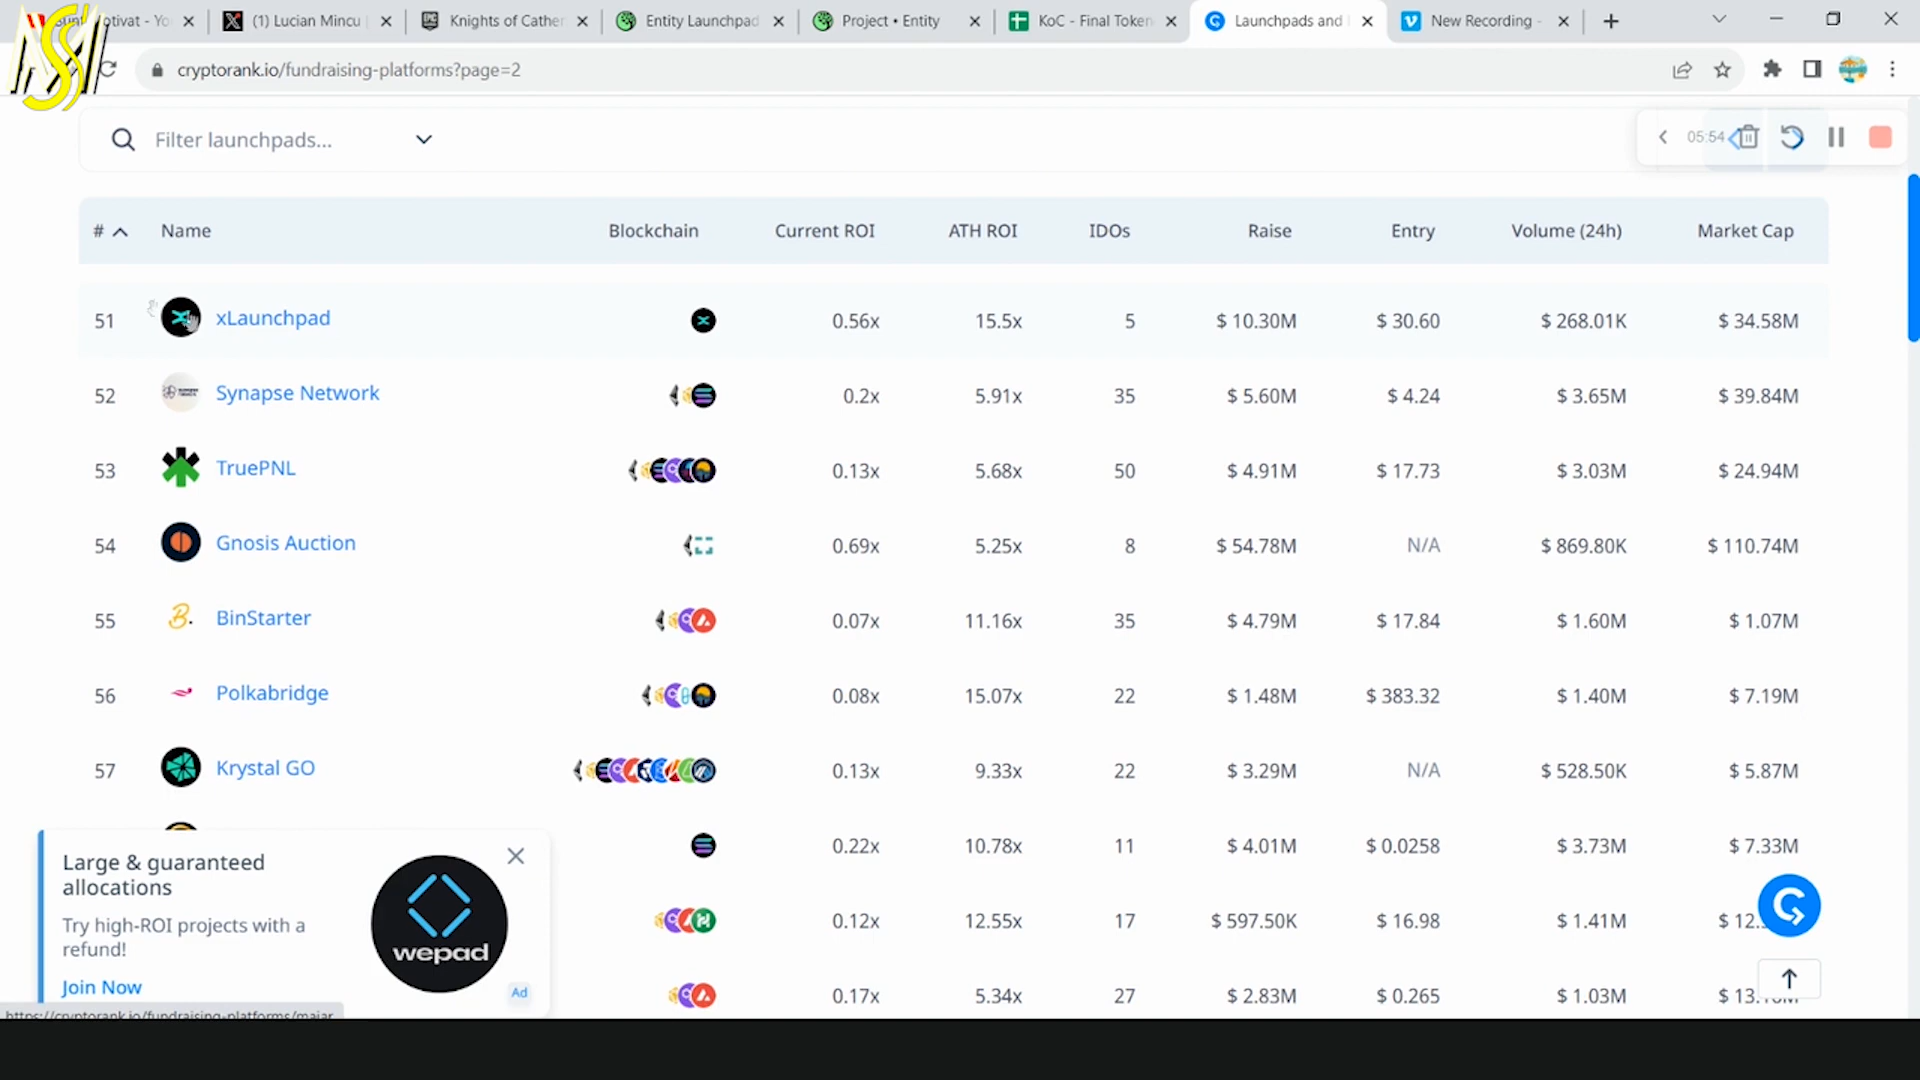 otivat - Yo
(1) Lucian Mincu
Knights of Cather
Entity Launchpad
Project • Entity
KoC - Final Token
Launchpads and
New Recording -
cryptorank.io/fundraising-platforms?page=2
Filter launchpads...
05:54
# Name Blockchain Current ROI ATH ROI IDOs Raise Entry Volume (24h) Market Cap
51 xLaunchpad 0.56x 15.5x 5 $ 10.30M $ 30.60 $ 268.01K $ 34.58M
52 Synapse Network 0.2x 5.91x 35 $ 5.60M $ 4.24 $ 3.65M $ 39.84M
53 TruePNL 0.13x 5.68x 50 $ 4.91M $ 17.73 $ 3.03M $ 24.94M
54 Gnosis Auction 0.69x 5.25x 8 $ 54.78M N/A $ 869.80K $ 110.74M
55 BinStarter 0.07x 11.16x 35 $ 4.79M $ 17.84 $ 1.60M $ 1.07M
56 Polkabridge 0.08x 15.07x 22 $ 1.48M $ 383.32 $ 1.40M $ 7.19M
57 Krystal GO 0.13x 9.33x 22 $ 3.29M N/A $ 528.50K $ 5.87M
0.22x 10.78x 11 $ 4.01M $ 0.0258 $ 3.73M $ 7.33M
0.12x 12.55x 17 $ 597.50K $ 16.98 $ 1.41M $ 12.
0.17x 5.34x 27 $ 2.83M $ 0.265 $ 1.03M $ 13.
Large & guaranteed
allocations
Try high-ROI projects with a
refund!
Join Now
wepad
Ad
https://cryptorank.io/fundraising-platforms/maiar